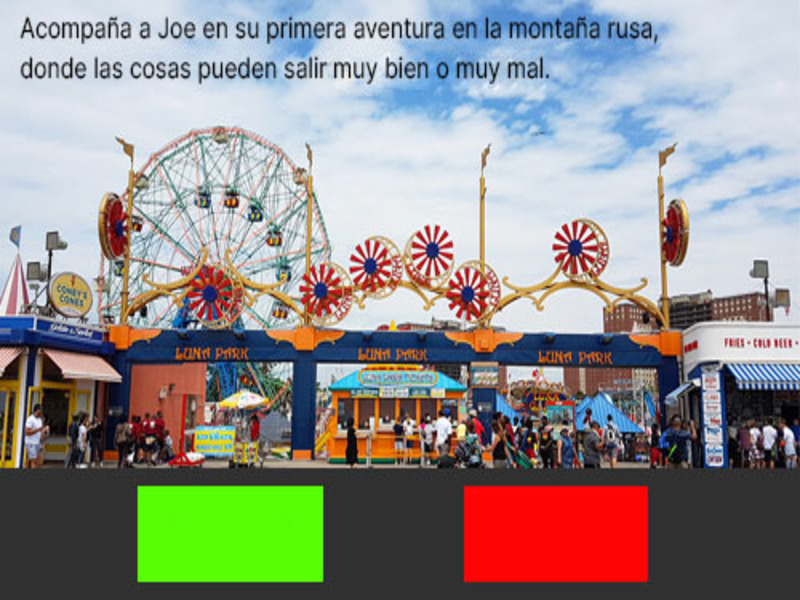 Acompaña a Joe en su primera aventura en la montaña rusa,
donde las cosas pueden salir muy bien o muy mal.
CONEY'S
CONES
LUNA PARK
LUNA PARK
LUNA PARK
FRIES • COLD BEER